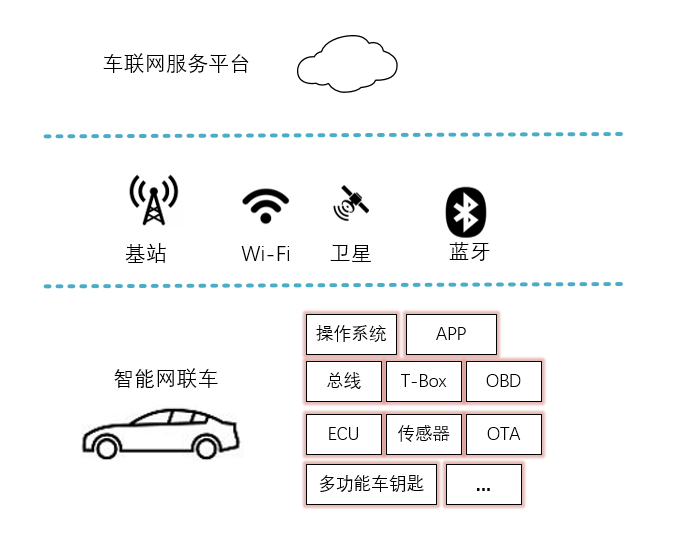 车联网服务平台
基站
Wi-Fi
卫星
蓝牙
智能网联车
操作系统
APP
总线
T-Box
OBD
ECU
传感器
OTA
多功能车钥匙
...